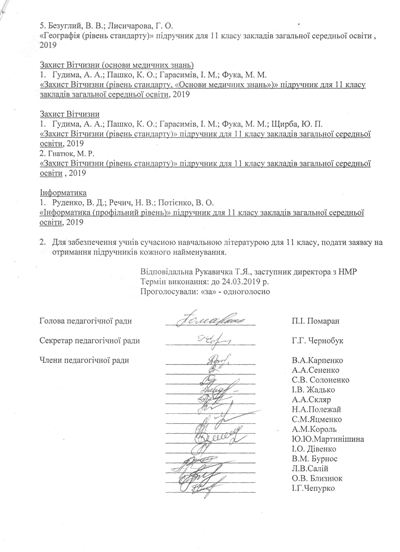 5. Безуглий, В. В.; Лисичарова, Г. О.
«Географія (рівень стандарту)» підручник для 11 класу закладів загальної середньої освіти ,
2019
Захист Вітчизни (основи медичних знань)
1. Гудима, А. А.; Пашко, К. О.; Гарасимів, І. М.; Фука, М. М.
«Захист Вітчизни (рівень стандарту, «Основи медичних знань»)» підручник для 11 класу
закладів загальної середньої освіти, 2019
Захист Вітчизни
1. Гудима, А. А.; Пашко, К. О.; Гарасимів, І. М.; Фука, М. М.; Щирба, Ю. П.
«Захист Вітчизни (рівень стандарту)» підручник для 11 класу закладів загальної середньої
освіти, 2019
2. Гнатюк, М. Р.
«Захист Вітчизни (рівень стандарту)» підручник для 11 класу закладів загальної середньої
освіти , 2019
Інформатика
1. Руденко, В. Д.; Речич, Н. В.; Потієнко, В. О.
«Інформатика (профільний рівень)» підручник для 11 класу закладів загальної середньої
освіти, 2019
2. Для забезпечення учнів сучасною навчальною літературою для 11 класу, подати заявку на
отримання підручників кожного найменування.
Відповідальна Рукавичка Т.Я., заступник директора з НМР
Термін виконання: до 24.03.2019 р.
Проголосували: «за» - одноголосно
Голова педагогічної ради П.І. Помаран
Секретар педагогічної ради Г.Г. Чернобук
Члени педагогічної ради В.А.Карпенко
А.А.Сененко
С.В. Солоненко
І.В. Жадько
А.А.Скляр
Н.А.Полежай
С.М.Яцменко
А.М.Король
Ю.Ю.Мартинішина
І.О. Дівенко
В.М. Бурнос
Л.В.Салій
О.В. Близнюк
І.Г.Чепурко